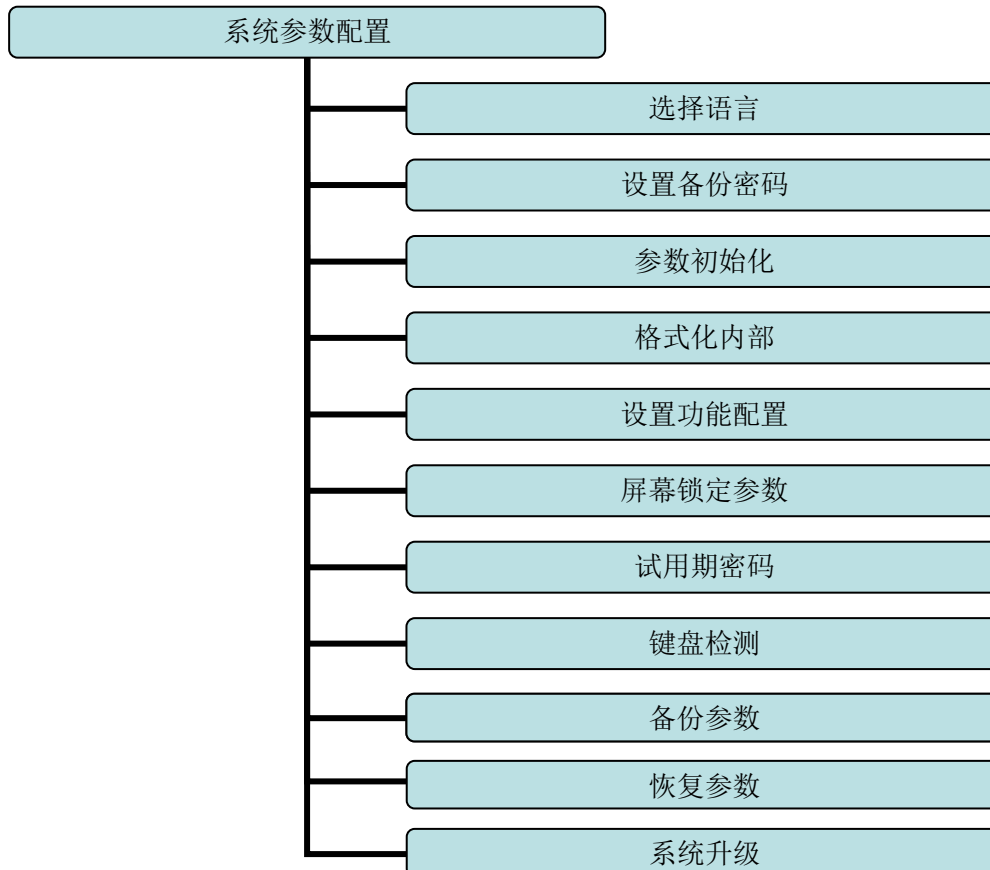 系统参数配置
选择语言
设置备份密码
参数初始化
格式化内部
设置功能配置
屏幕锁定参数
试用期密码
键盘检测
备份参数
恢复参数
系统升级